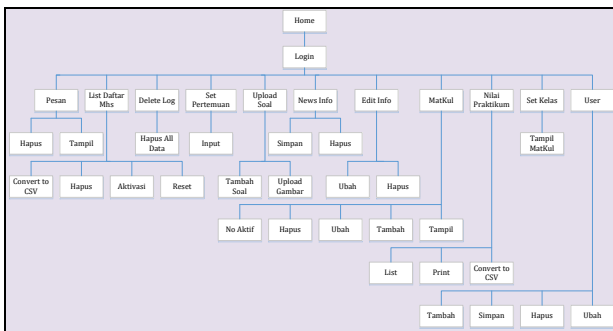 Home
Login
Pesan
List Daftar
Mhs
Delete Log
Set
Pertemuan
Upload
Soal
News Info
Edit Info
MatKul
Nilai
Praktikum
Set Kelas
User
Hapus
Tampil
Hapus All
Data
Input
Simpan
Hapus
Tampil
MatKul
Convert to
CSV
Hapus
Aktivasi
Reset
Tambah
Soal
Upload
Gambar
Ubah
Hapus
No Aktif
Hapus
Ubah
Tambah
Tampil
List
Print
Convert to
CSV
Tambah
Simpan
Hapus
Ubah